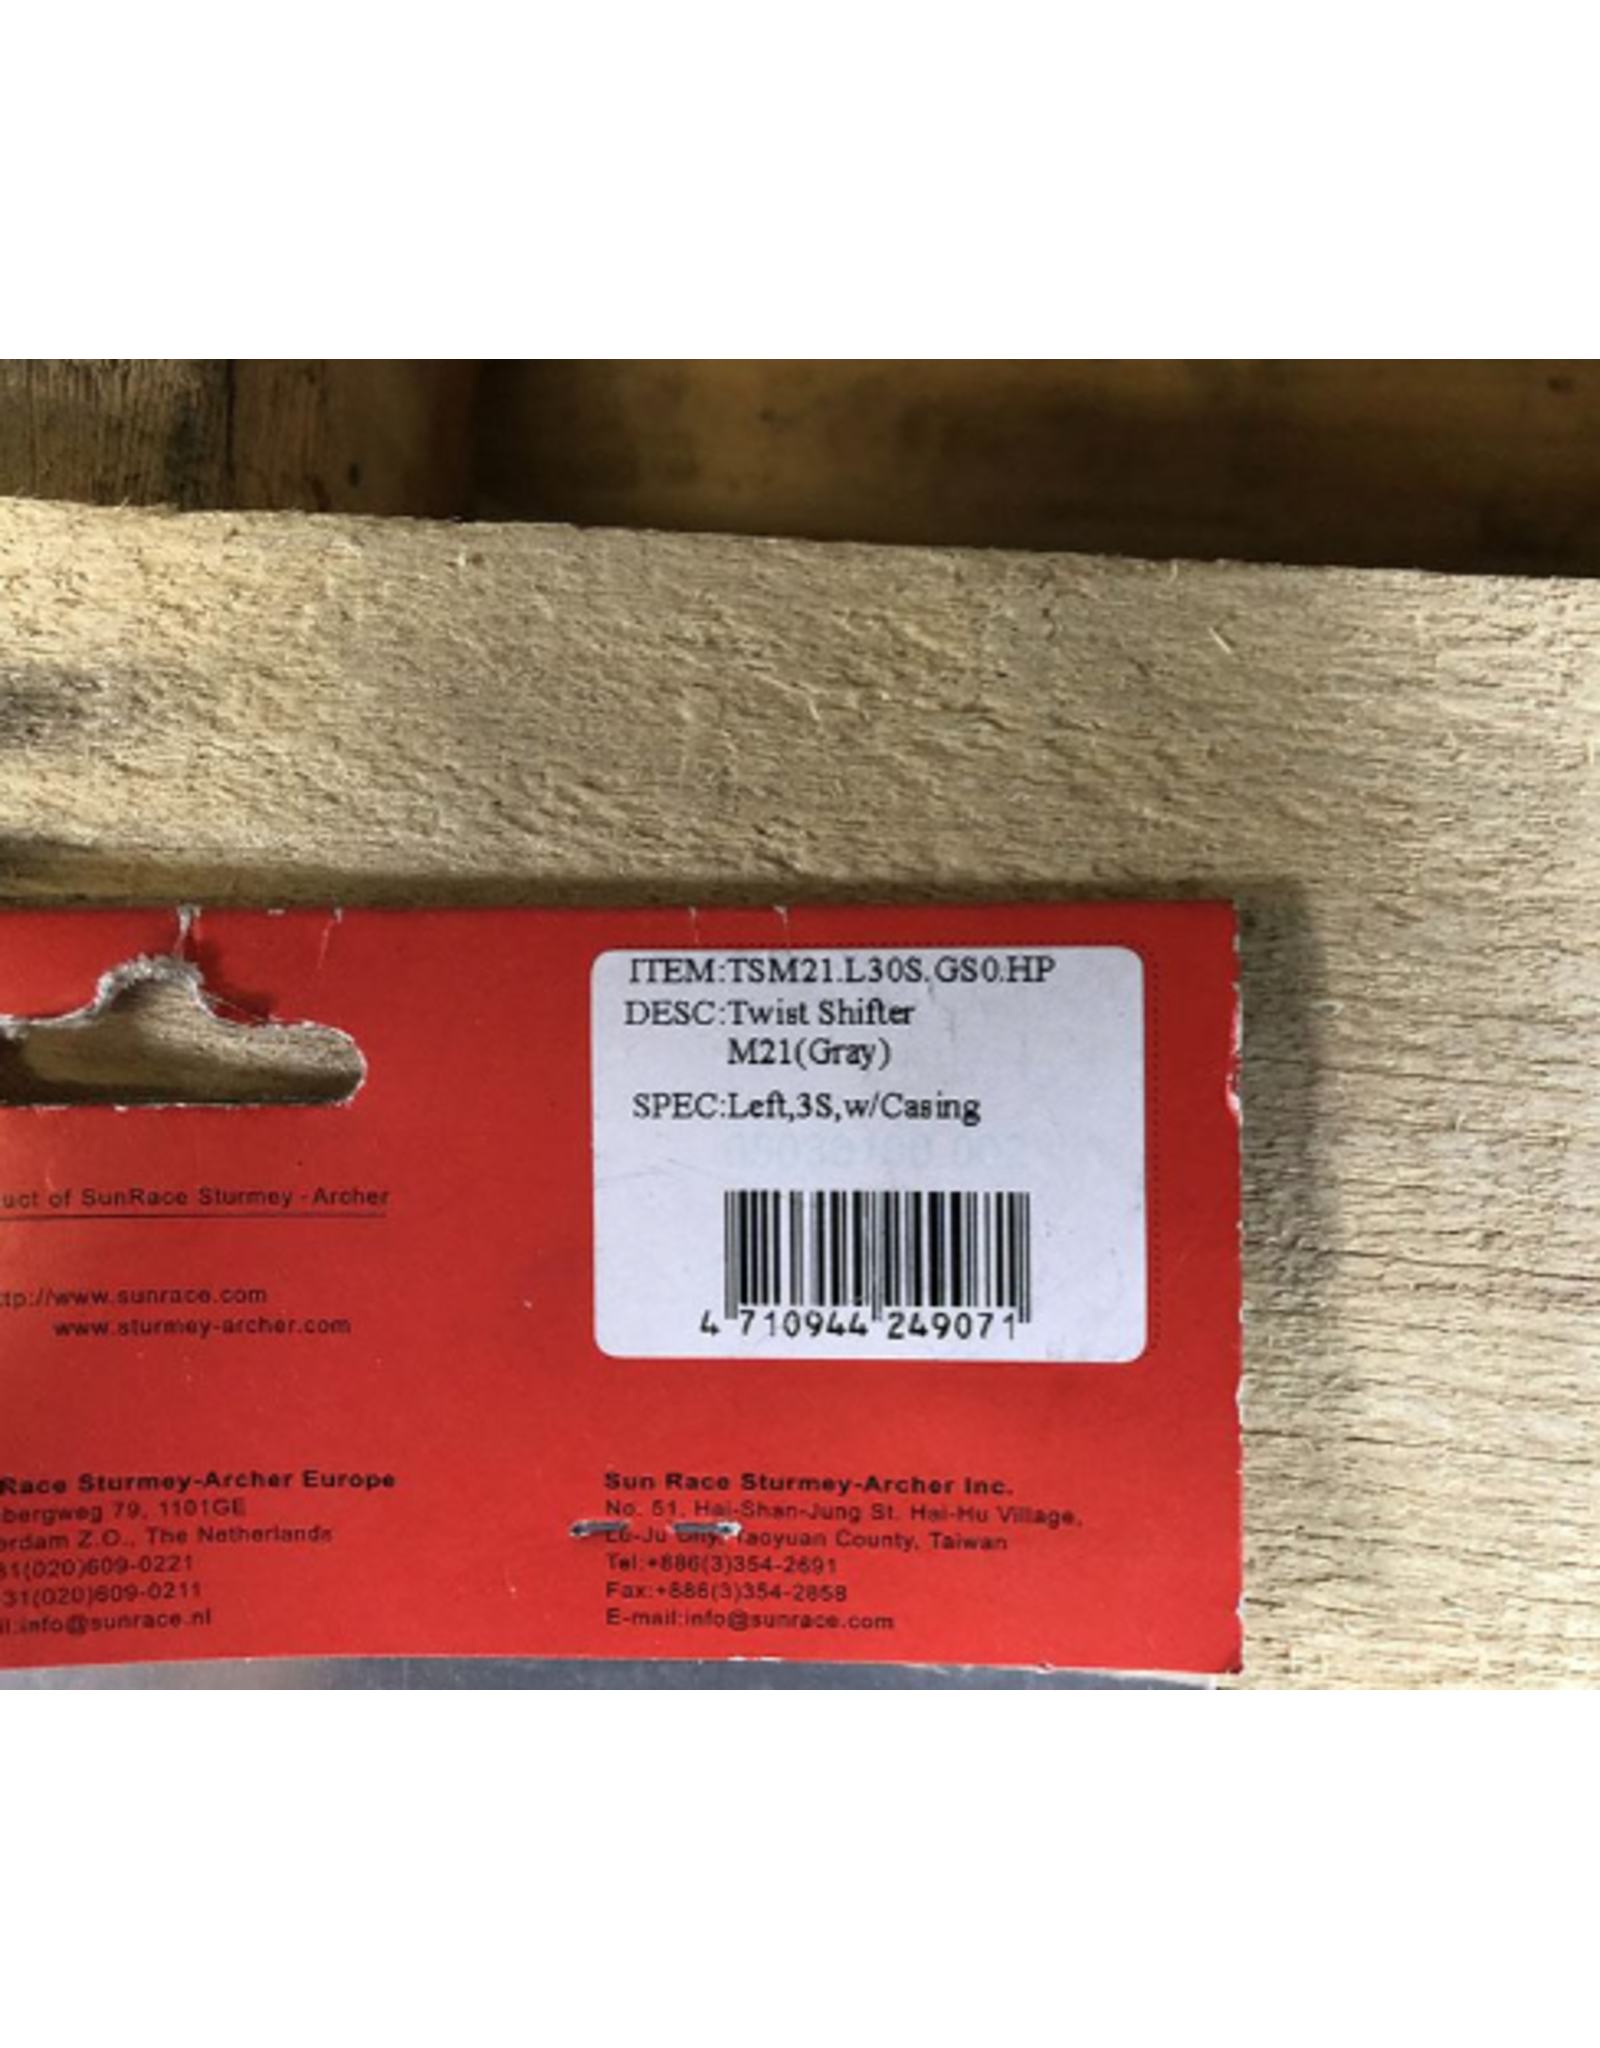 ITEM:TSM21.L30S.GS0.HP
DESC:Twist Shifter
M21(Gray)
SPEC:Left,3S,w/Casing
4 710944 249071
uct of SunRace Sturmey-Archer
tp://www.sunrace.com
www.sturmey-archer.com
Race Sturmey-Archer Europe
bergweg 79, 1101GE
erdam Z.O., The Netherlands
31(020)609-0221
31(020)609-0211
il:info@sunrace.nl
Sun Race Sturmey-Archer Inc.
No. 51, Hai-Shan-Jung St. Hai-Hu Village,
Taoyuan County, Taiwan
Tel:+886(3)354-2691
Fax:+886(3)354-2858
E-mail:info@sunrace.com